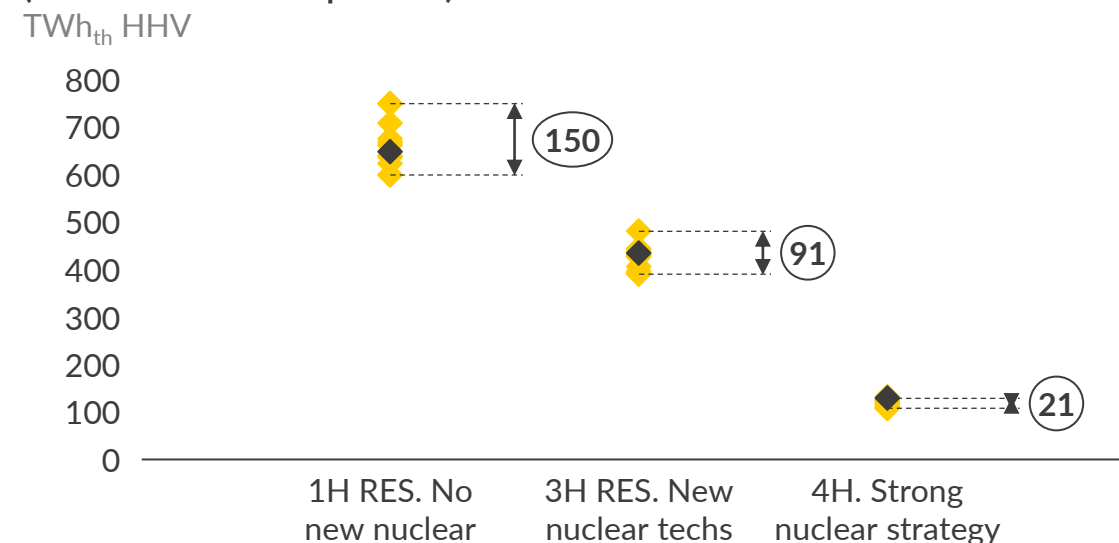 TWhth HHV
800
700
600
500
400
300
200
100
0
150
91
21
1H RES. No
new nuclear
3H RES. New
nuclear techs
4H. Strong
nuclear strategy